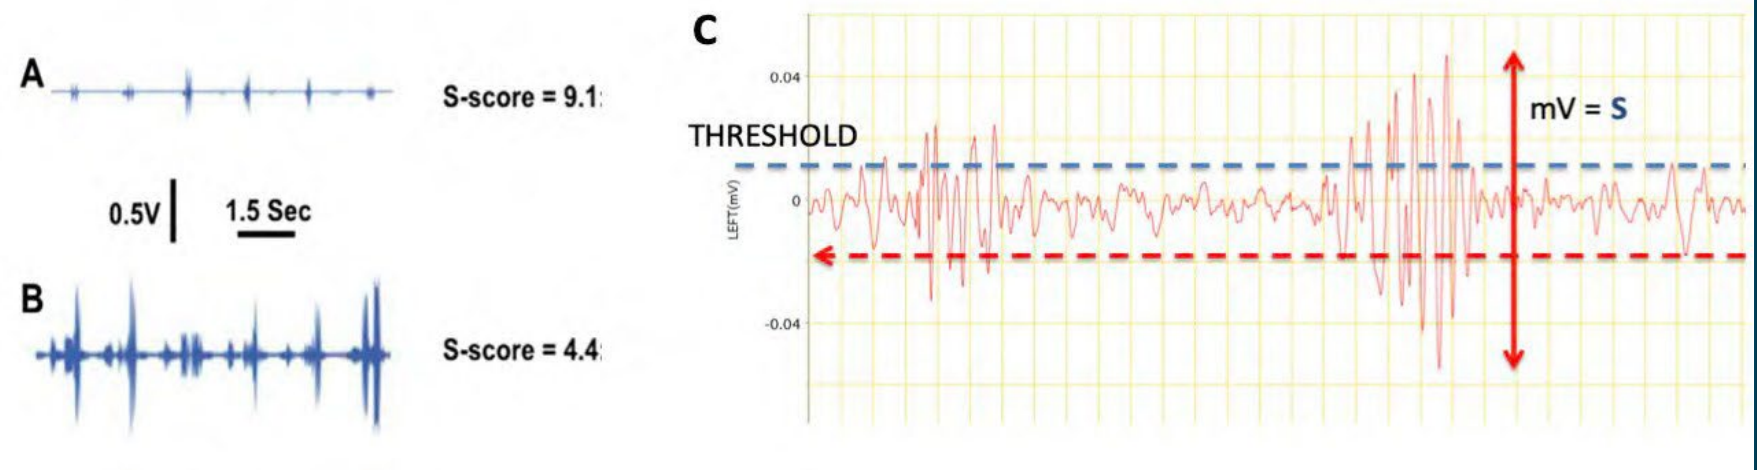 A
S-score = 9.1:
0.5V
1.5 Sec
B
S-score = 4.4:
C
0.04
mV = S
THRESHOLD
LEFT(mV)
0
-0.04